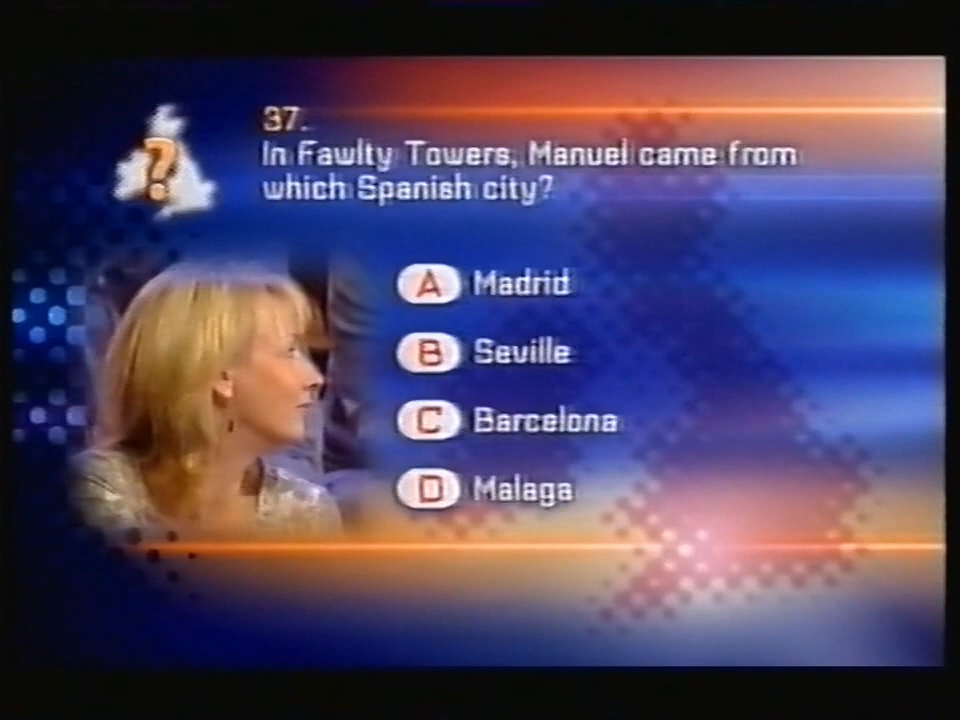 ?
37.
In Fawlty Towers, Manuel came from
which Spanish city?
A Madrid
B Seville
C Barcelona
D Malaga